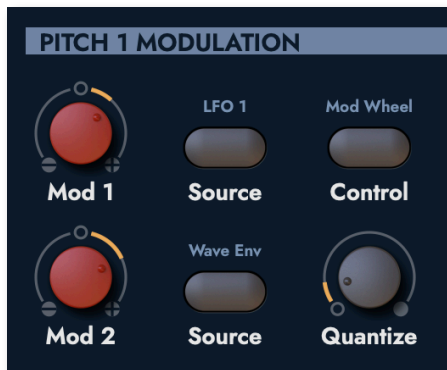 PITCH 1 MODULATION
LFO 1
Mod Wheel
Mod 1
Source
Control
Wave Env
Mod 2
Source
Quantize